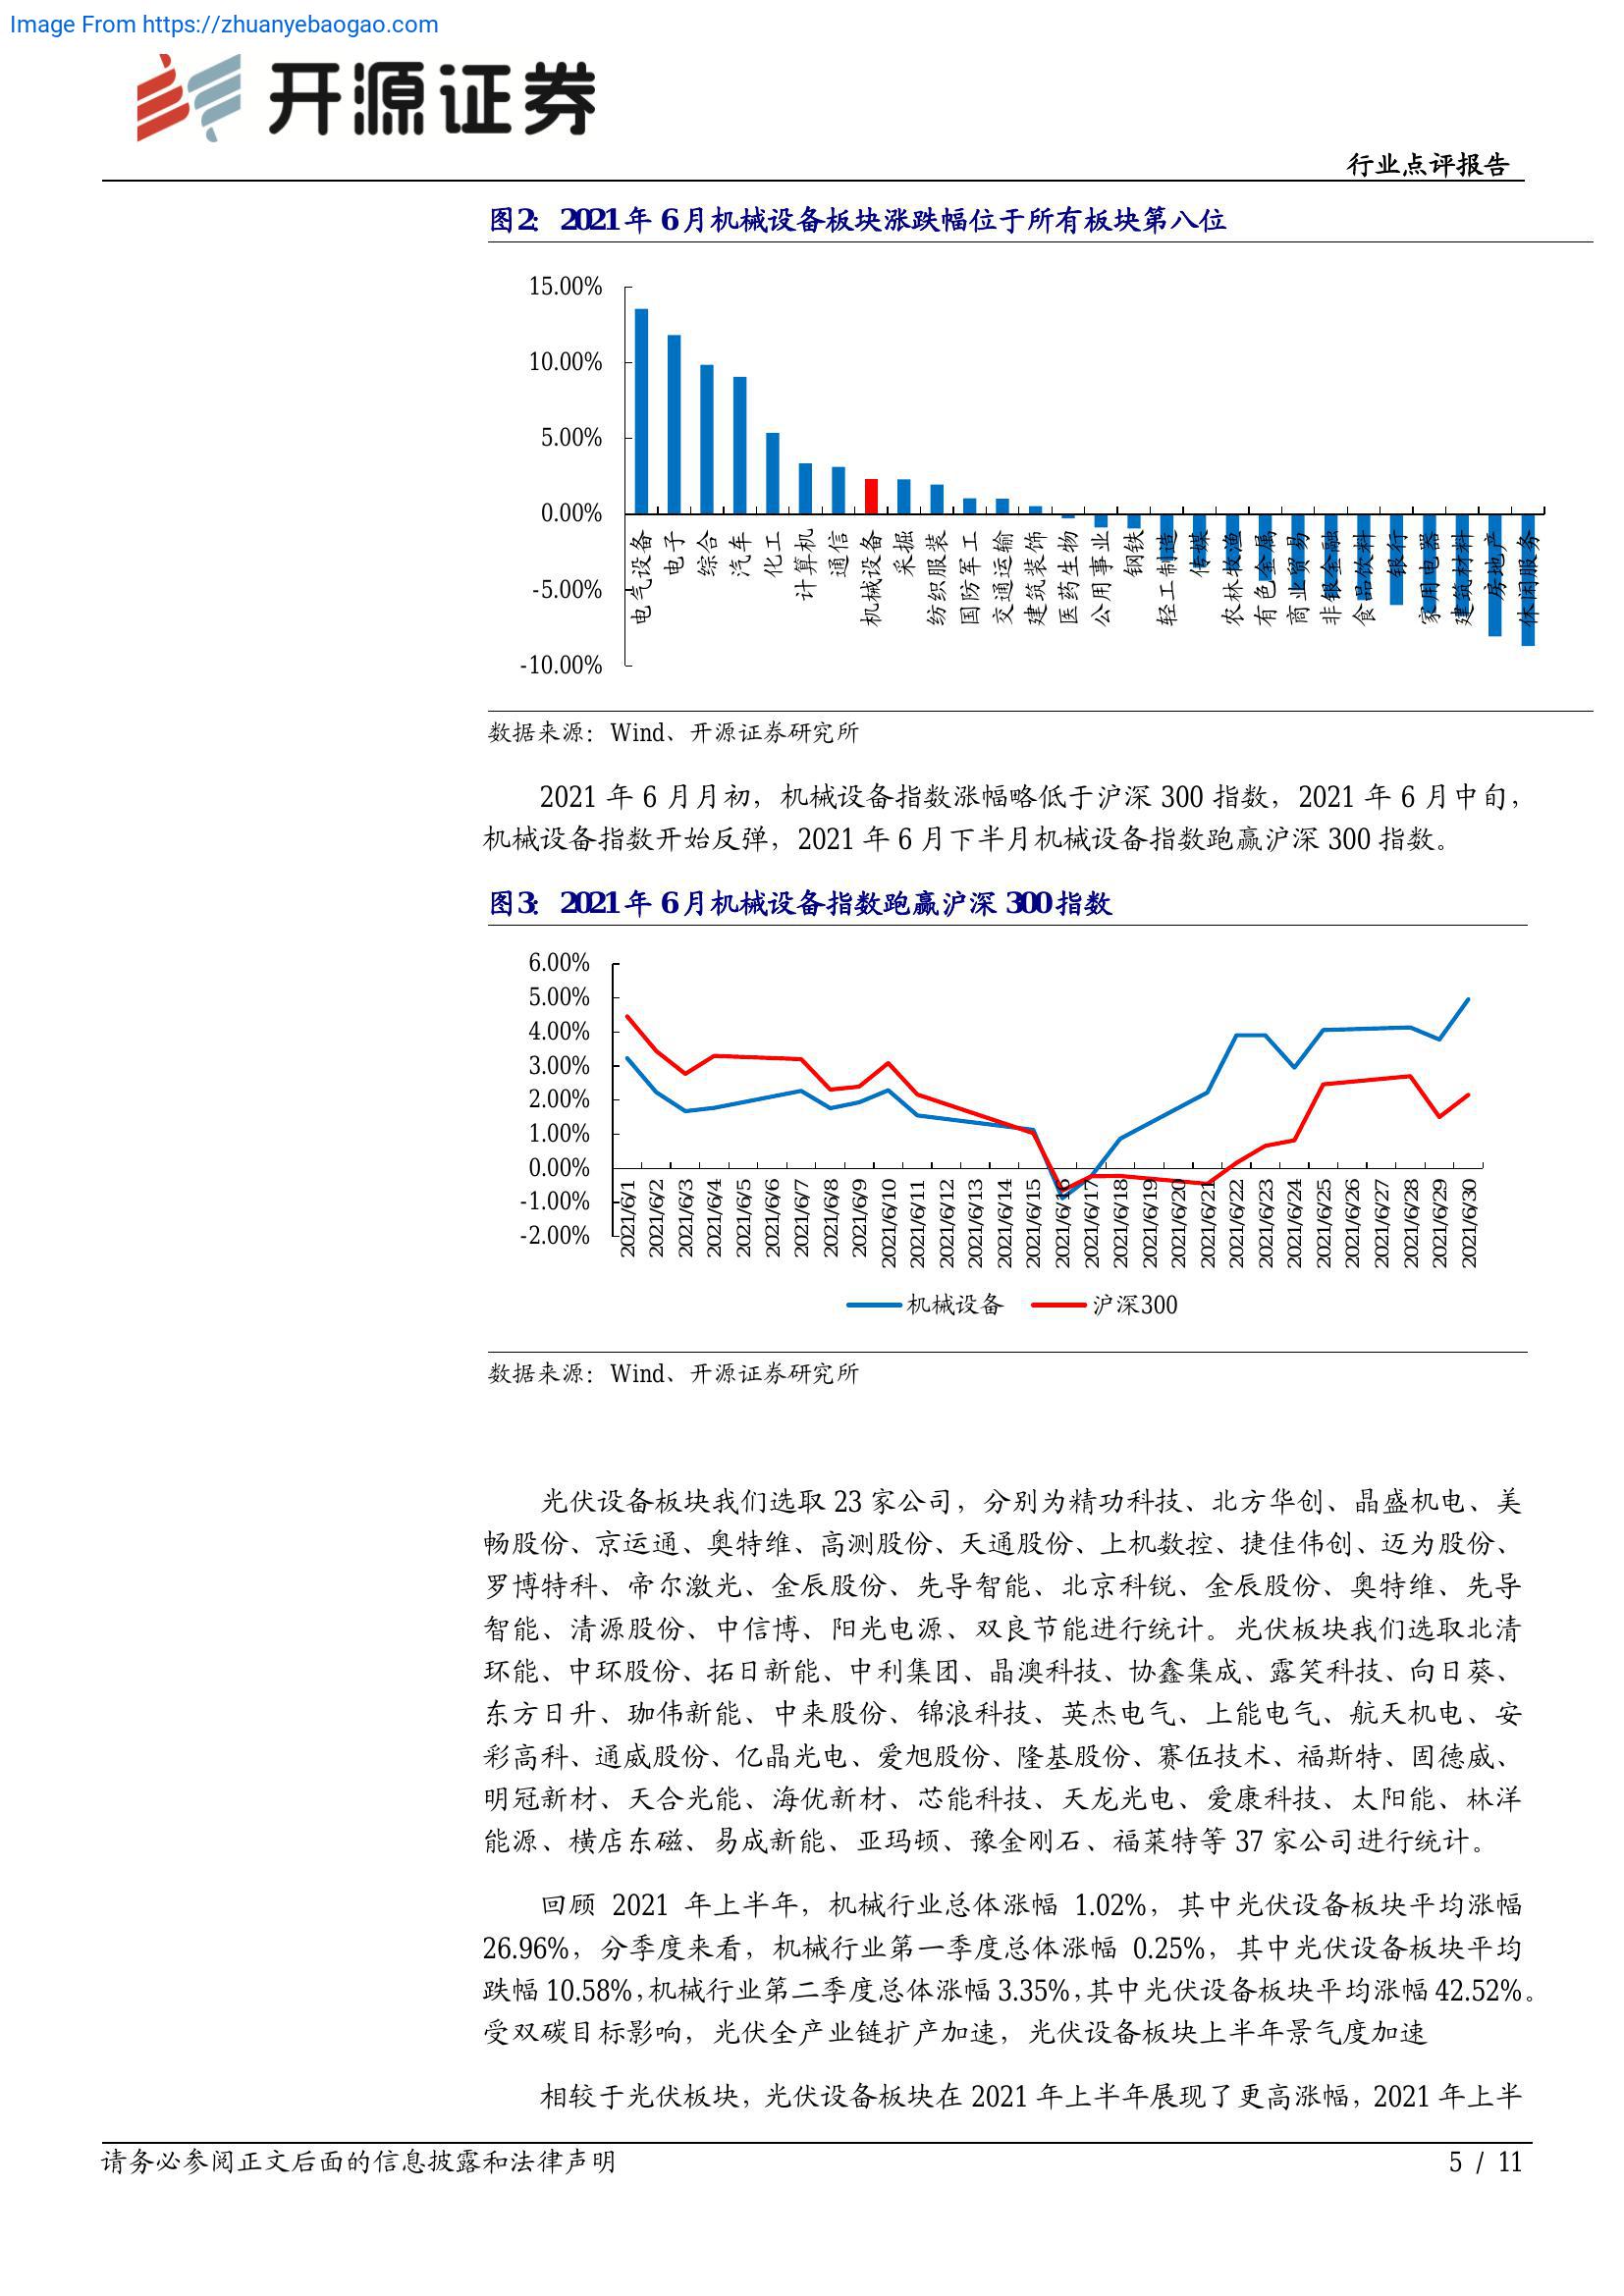 Image From https://zhuanyebaogao.com
开源证券
行业点评报告
图2： 2021年6月机械设备板块涨跌幅位于所有板块第八位
15.00%
10.00%
5.00%
0.00%
-5.00%
-10.00%
电气设备
电子
综合
汽车
化工
计算机
通信
机械设备
采掘
纺织服装
国防军工
交通运输
建筑装饰
医药生物
公用事业
钢铁
轻工制造
传媒
农林牧渔
有色金属
商业贸易
非银金融
食品饮料
银行
家用电器
建筑材料
房地产
休闲服务
数据来源：Wind、开源证券研究所
2021 年 6 月月初，机械设备指数涨幅略低于沪深 300 指数，2021 年 6 月中旬，
机械设备指数开始反弹，2021 年 6 月下半月机械设备指数跑赢沪深 300 指数。
图3： 2021年6月机械设备指数跑赢沪深300指数
6.00%
5.00%
4.00%
3.00%
2.00%
1.00%
0.00%
-1.00%
-2.00%
2021/6/1
2021/6/2
2021/6/3
2021/6/4
2021/6/5
2021/6/6
2021/6/7
2021/6/8
2021/6/9
2021/6/10
2021/6/11
2021/6/12
2021/6/13
2021/6/14
2021/6/15
2021/6/16
2021/6/17
2021/6/18
2021/6/19
2021/6/20
2021/6/21
2021/6/22
2021/6/23
2021/6/24
2021/6/25
2021/6/26
2021/6/27
2021/6/28
2021/6/29
2021/6/30
机械设备 沪深300
数据来源：Wind、开源证券研究所
光伏设备板块我们选取 23 家公司，分别为精功科技、北方华创、晶盛机电、美
畅股份、京运通、奥特维、高测股份、天通股份、上机数控、捷佳伟创、迈为股份、
罗博特科、帝尔激光、金辰股份、先导智能、北京科锐、金辰股份、奥特维、先导
智能、清源股份、中信博、阳光电源、双良节能进行统计。光伏板块我们选取北清
环能、中环股份、拓日新能、中利集团、晶澳科技、协鑫集成、露笑科技、向日葵、
东方日升、珈伟新能、中来股份、锦浪科技、英杰电气、上能电气、航天机电、安
彩高科、通威股份、亿晶光电、爱旭股份、隆基股份、赛伍技术、福斯特、固德威、
明冠新材、天合光能、海优新材、芯能科技、天龙光电、爱康科技、太阳能、林洋
能源、横店东磁、易成新能、亚玛顿、豫金刚石、福莱特等 37 家公司进行统计。
回顾 2021 年上半年，机械行业总体涨幅 1.02%，其中光伏设备板块平均涨幅
26.96%，分季度来看，机械行业第一季度总体涨幅 0.25%，其中光伏设备板块平均
跌幅 10.58%，机械行业第二季度总体涨幅 3.35%，其中光伏设备板块平均涨幅 42.52%。
受双碳目标影响，光伏全产业链扩产加速，光伏设备板块上半年景气度加速
相较于光伏板块，光伏设备板块在 2021 年上半年展现了更高涨幅，2021 年上半
请务必参阅正文后面的信息披露和法律声明
5 / 11